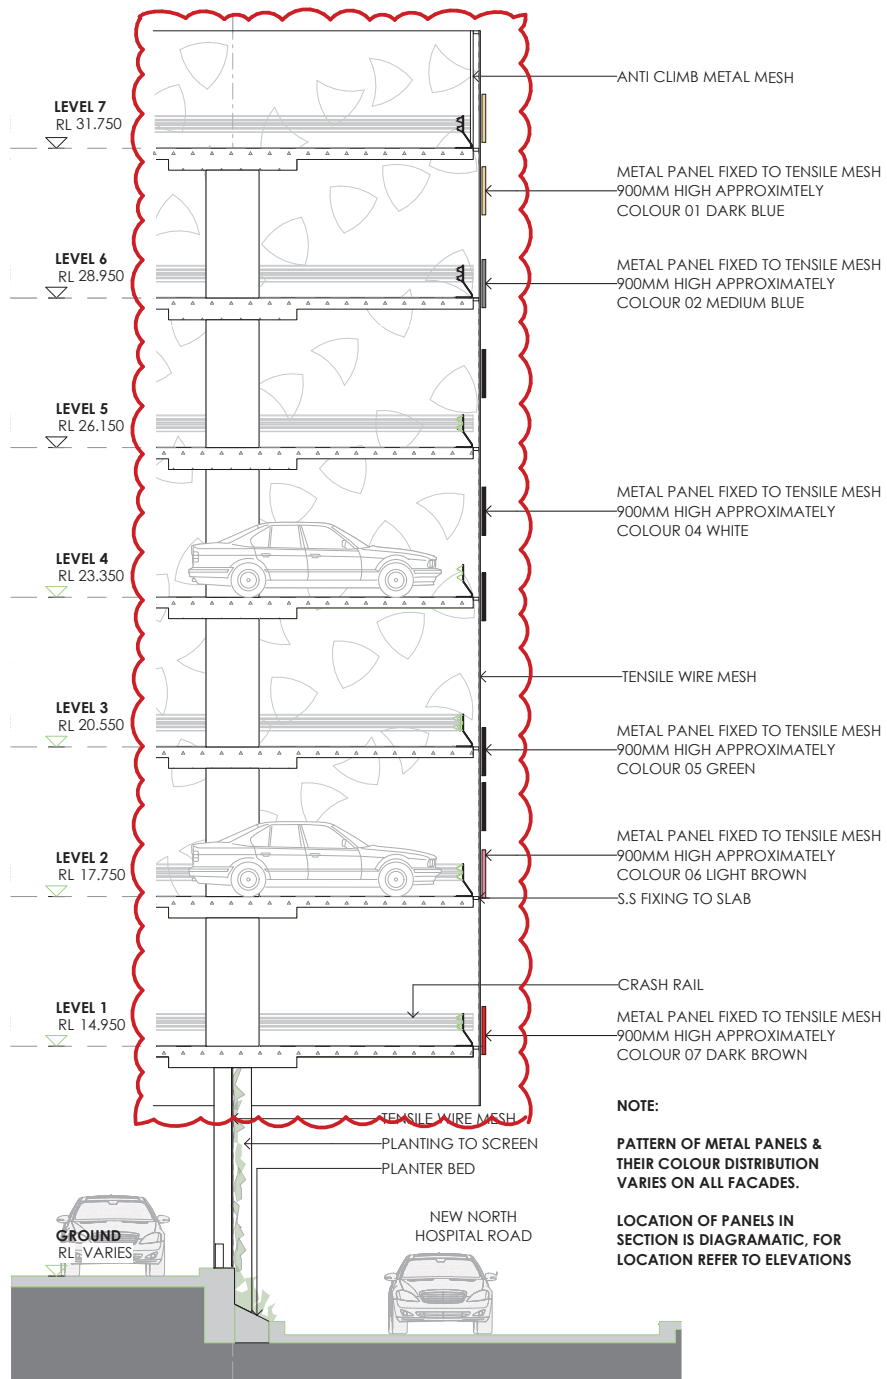 ANTI CLIMB METAL MESH
LEVEL 7
RL 31.750
METAL PANEL FIXED TO TENSILE MESH
900MM HIGH APPROXIMTELY
COLOUR 01 DARK BLUE
LEVEL 6
RL 28.950
METAL PANEL FIXED TO TENSILE MESH
900MM HIGH APPROXIMATELY
COLOUR 02 MEDIUM BLUE
LEVEL 5
RL 26.150
METAL PANEL FIXED TO TENSILE MESH
900MM HIGH APPROXIMATELY
COLOUR 04 WHITE
LEVEL 4
RL 23.350
TENSILE WIRE MESH
LEVEL 3
RL 20.550
METAL PANEL FIXED TO TENSILE MESH
900MM HIGH APPROXIMATELY
COLOUR 05 GREEN
METAL PANEL FIXED TO TENSILE MESH
900MM HIGH APPROXIMATELY
COLOUR 06 LIGHT BROWN
LEVEL 2
RL 17.750
S.S FIXING TO SLAB
CRASH RAIL
LEVEL 1
RL 14.950
METAL PANEL FIXED TO TENSILE MESH
900MM HIGH APPROXIMATELY
COLOUR 07 DARK BROWN
TENSILE WIRE MESH
PLANTING TO SCREEN
PLANTER BED
NOTE:
PATTERN OF METAL PANELS &
THEIR COLOUR DISTRIBUTION
VARIES ON ALL FACADES.
LOCATION OF PANELS IN
SECTION IS DIAGRAMATIC, FOR
LOCATION REFER TO ELEVATIONS
GROUND
RL VARIES
NEW NORTH
HOSPITAL ROAD